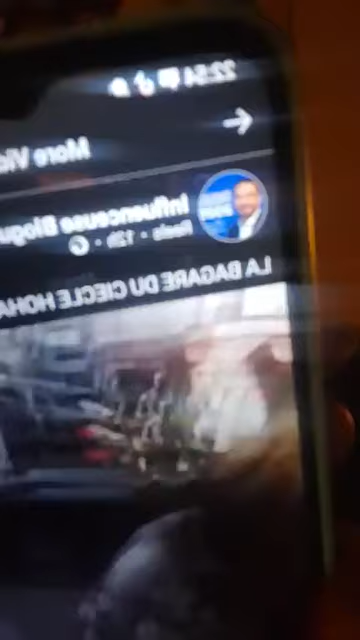 22:54
More Vid
Influenceuse Blogu
Reels · 12h ·
LA BAGARE DU CIECLE HOHA